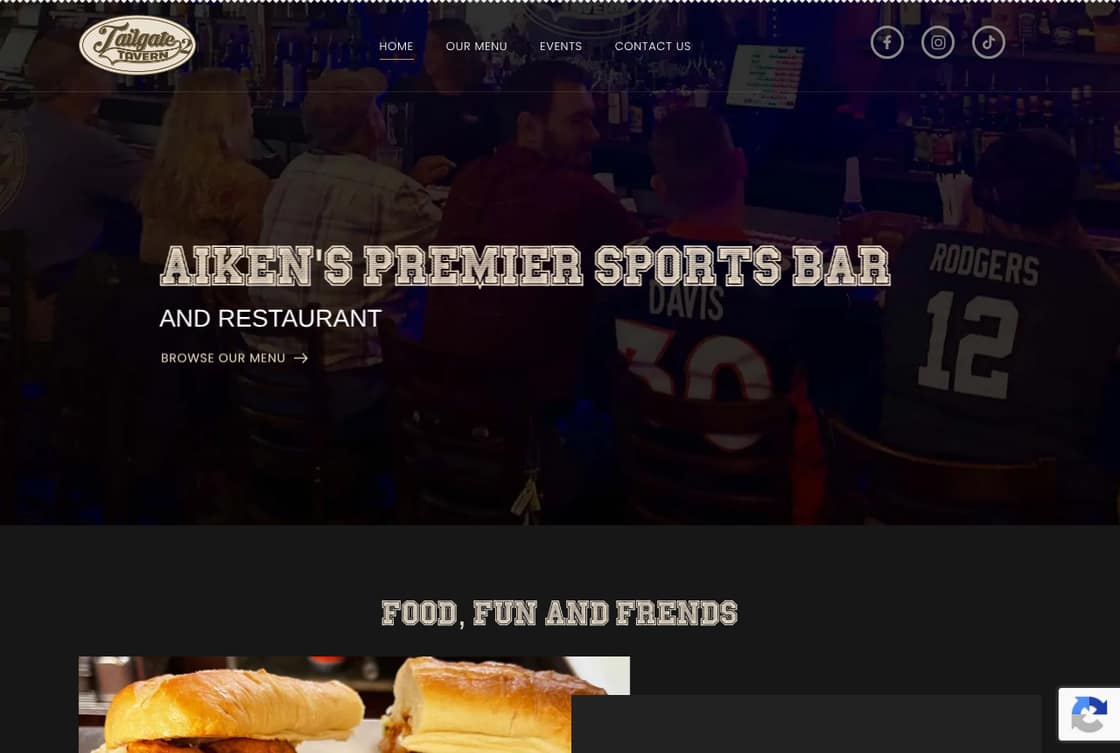 Tailgate
TAVERN
HOME
OUR MENU
EVENTS
CONTACT US
AIKEN'S PREMIER SPORTS BAR
AND RESTAURANT
BROWSE OUR MENU
DAVIS
30
RODGERS
12
FOOD, FUN AND FRENDS